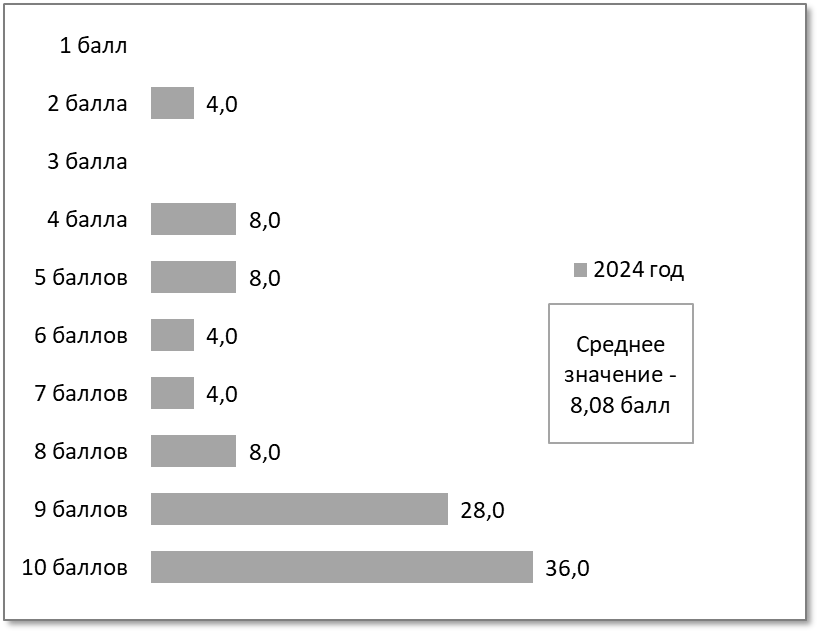 1 балл
2 балла 4,0
3 балла
4 балла 8,0
5 баллов 8,0
6 баллов 4,0
7 баллов 4,0
8 баллов 8,0
9 баллов 28,0
10 баллов 36,0
2024 год
Среднее
значение -
8,08 балл